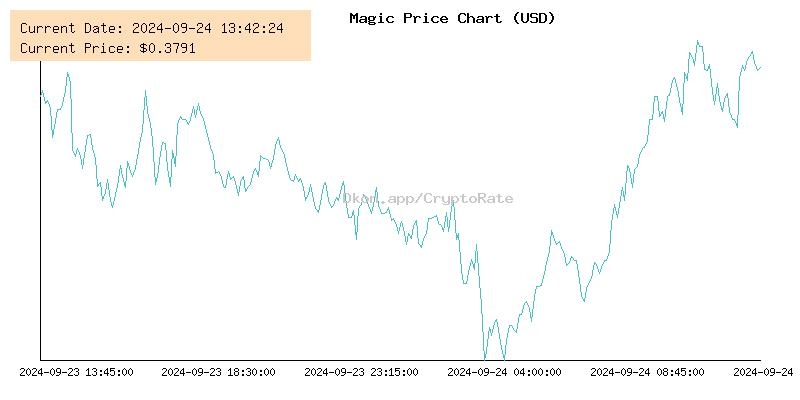 Magic Price Chart (USD)
Current Date: 2024-09-24 13:42:24
Current Price: $0.3791
Dkon.app/CryptoRate
2024-09-23 13:45:00 2024-09-23 18:30:00 2024-09-23 23:15:00 2024-09-24 04:00:00 2024-09-24 08:45:00 2024-09-24